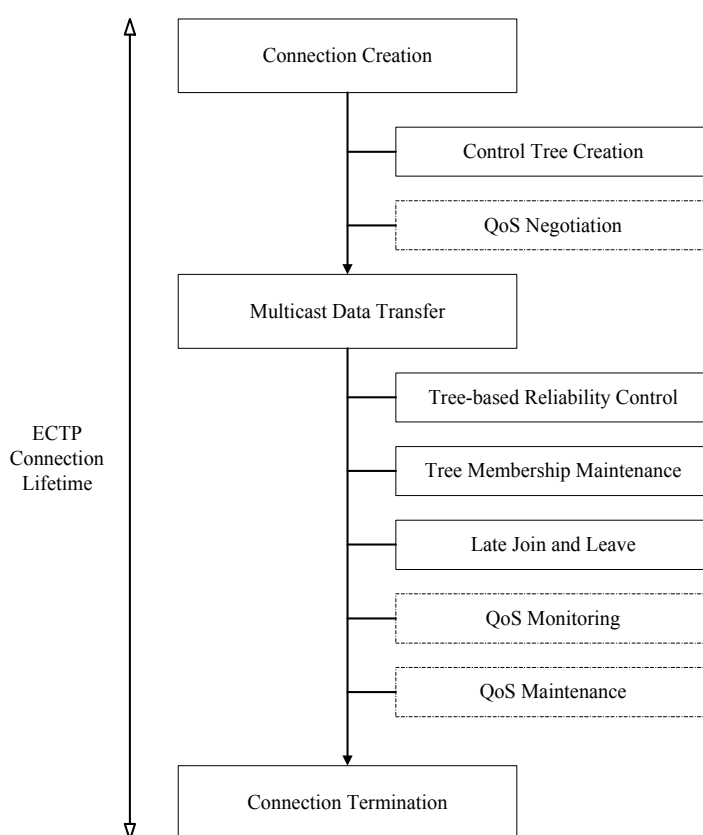 Connection Creation
Control Tree Creation
QoS Negotiation
Multicast Data Transfer
Tree-based Reliability Control
ECTP
Connection
Lifetime
Tree Membership Maintenance
Late Join and Leave
QoS Monitoring
QoS Maintenance
Connection Termination